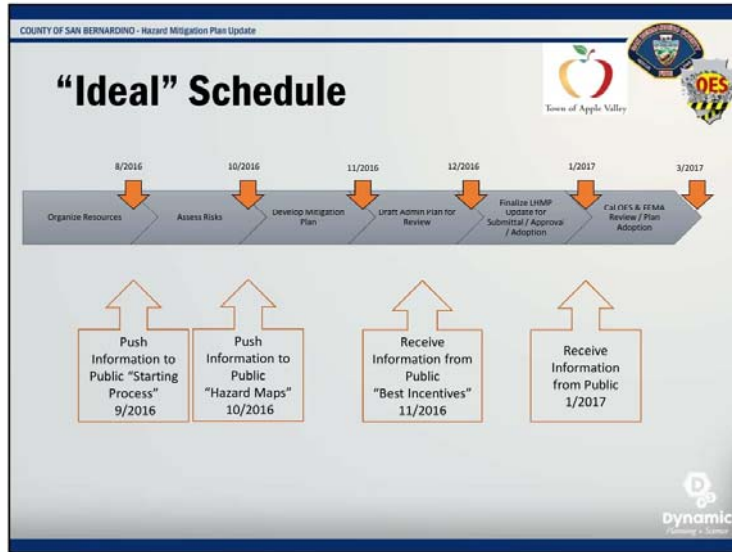 COUNTY OF SAN BERNARDINO - Hazard Mitigation Plan Update
"Ideal" Schedule
Town of Apple Valley
FIRE
OES
8/2016
10/2016
11/2016
12/2016
1/2017
3/2017
Organize Resources
Assess Risks
Develop Mitigation
Plan
Draft Admin Plan for
Review
Finalize LHMP
Update for
Submittal / Approval
/ Adoption
Cal OES & FEMA
Review / Plan
Adoption
Push
Information to
Public "Starting
Process"
9/2016
Push
Information to
Public
"Hazard Maps"
10/2016
Receive
Information from
Public
"Best Incentives"
11/2016
Receive
Information
from Public
1/2017
D
Dynamic
Planning + Science